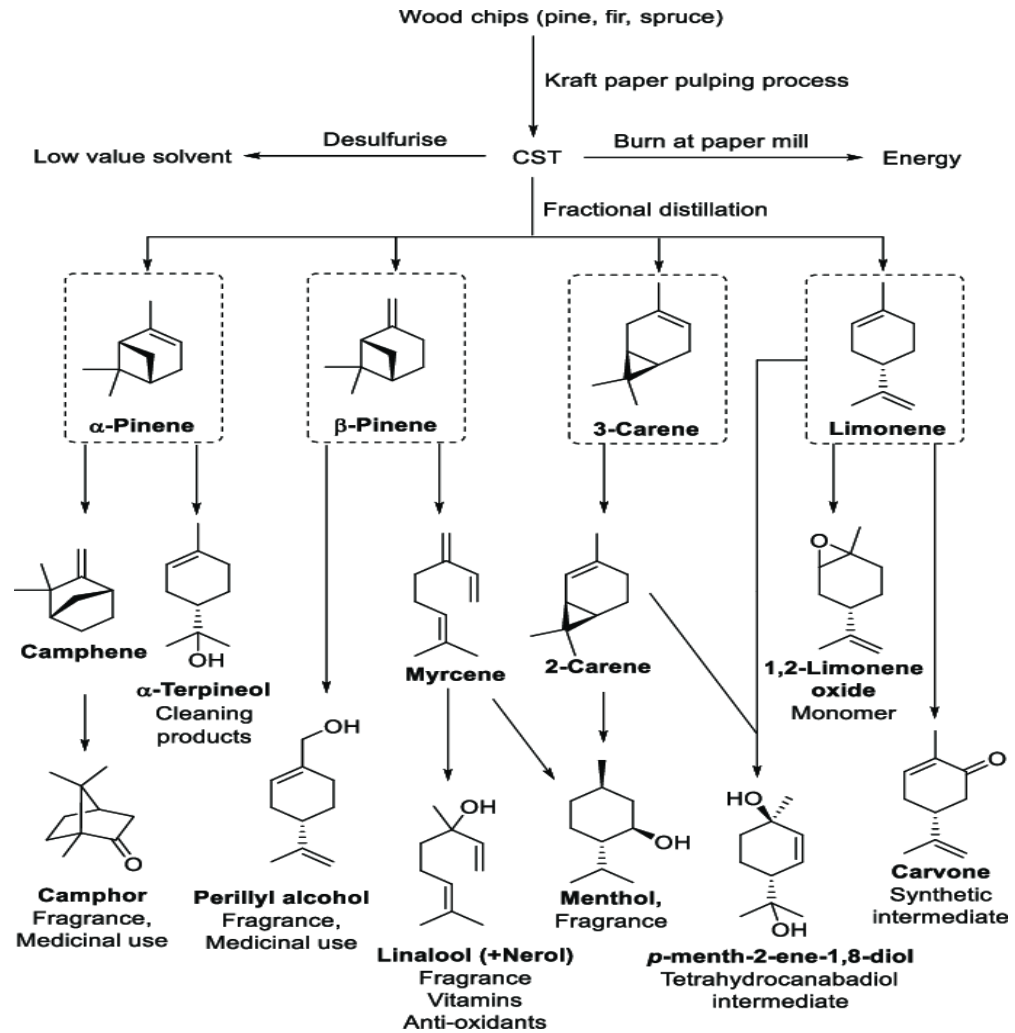 Wood chips (pine, fir, spruce)
Kraft paper pulping process
Desulfurise
Burn at paper mill
Low value solvent
CST
Energy
Fractional distillation
α-Pinene
β-Pinene
3-Carene
Limonene
O
Camphene
OH
α-Terpineol
Cleaning
products
Myrcene
2-Carene
1,2-Limonene
oxide
Monomer
O
Camphor
Fragrance,
Medicinal use
OH
Perillyl alcohol
Fragrance,
Medicinal use
OH
Linalool (+Nerol)
Fragrance
Vitamins
Anti-oxidants
OH
Menthol,
Fragrance
HO
OH
p-menth-2-ene-1,8-diol
Tetrahydrocanabadiol
intermediate
O
Carvone
Synthetic
intermediate